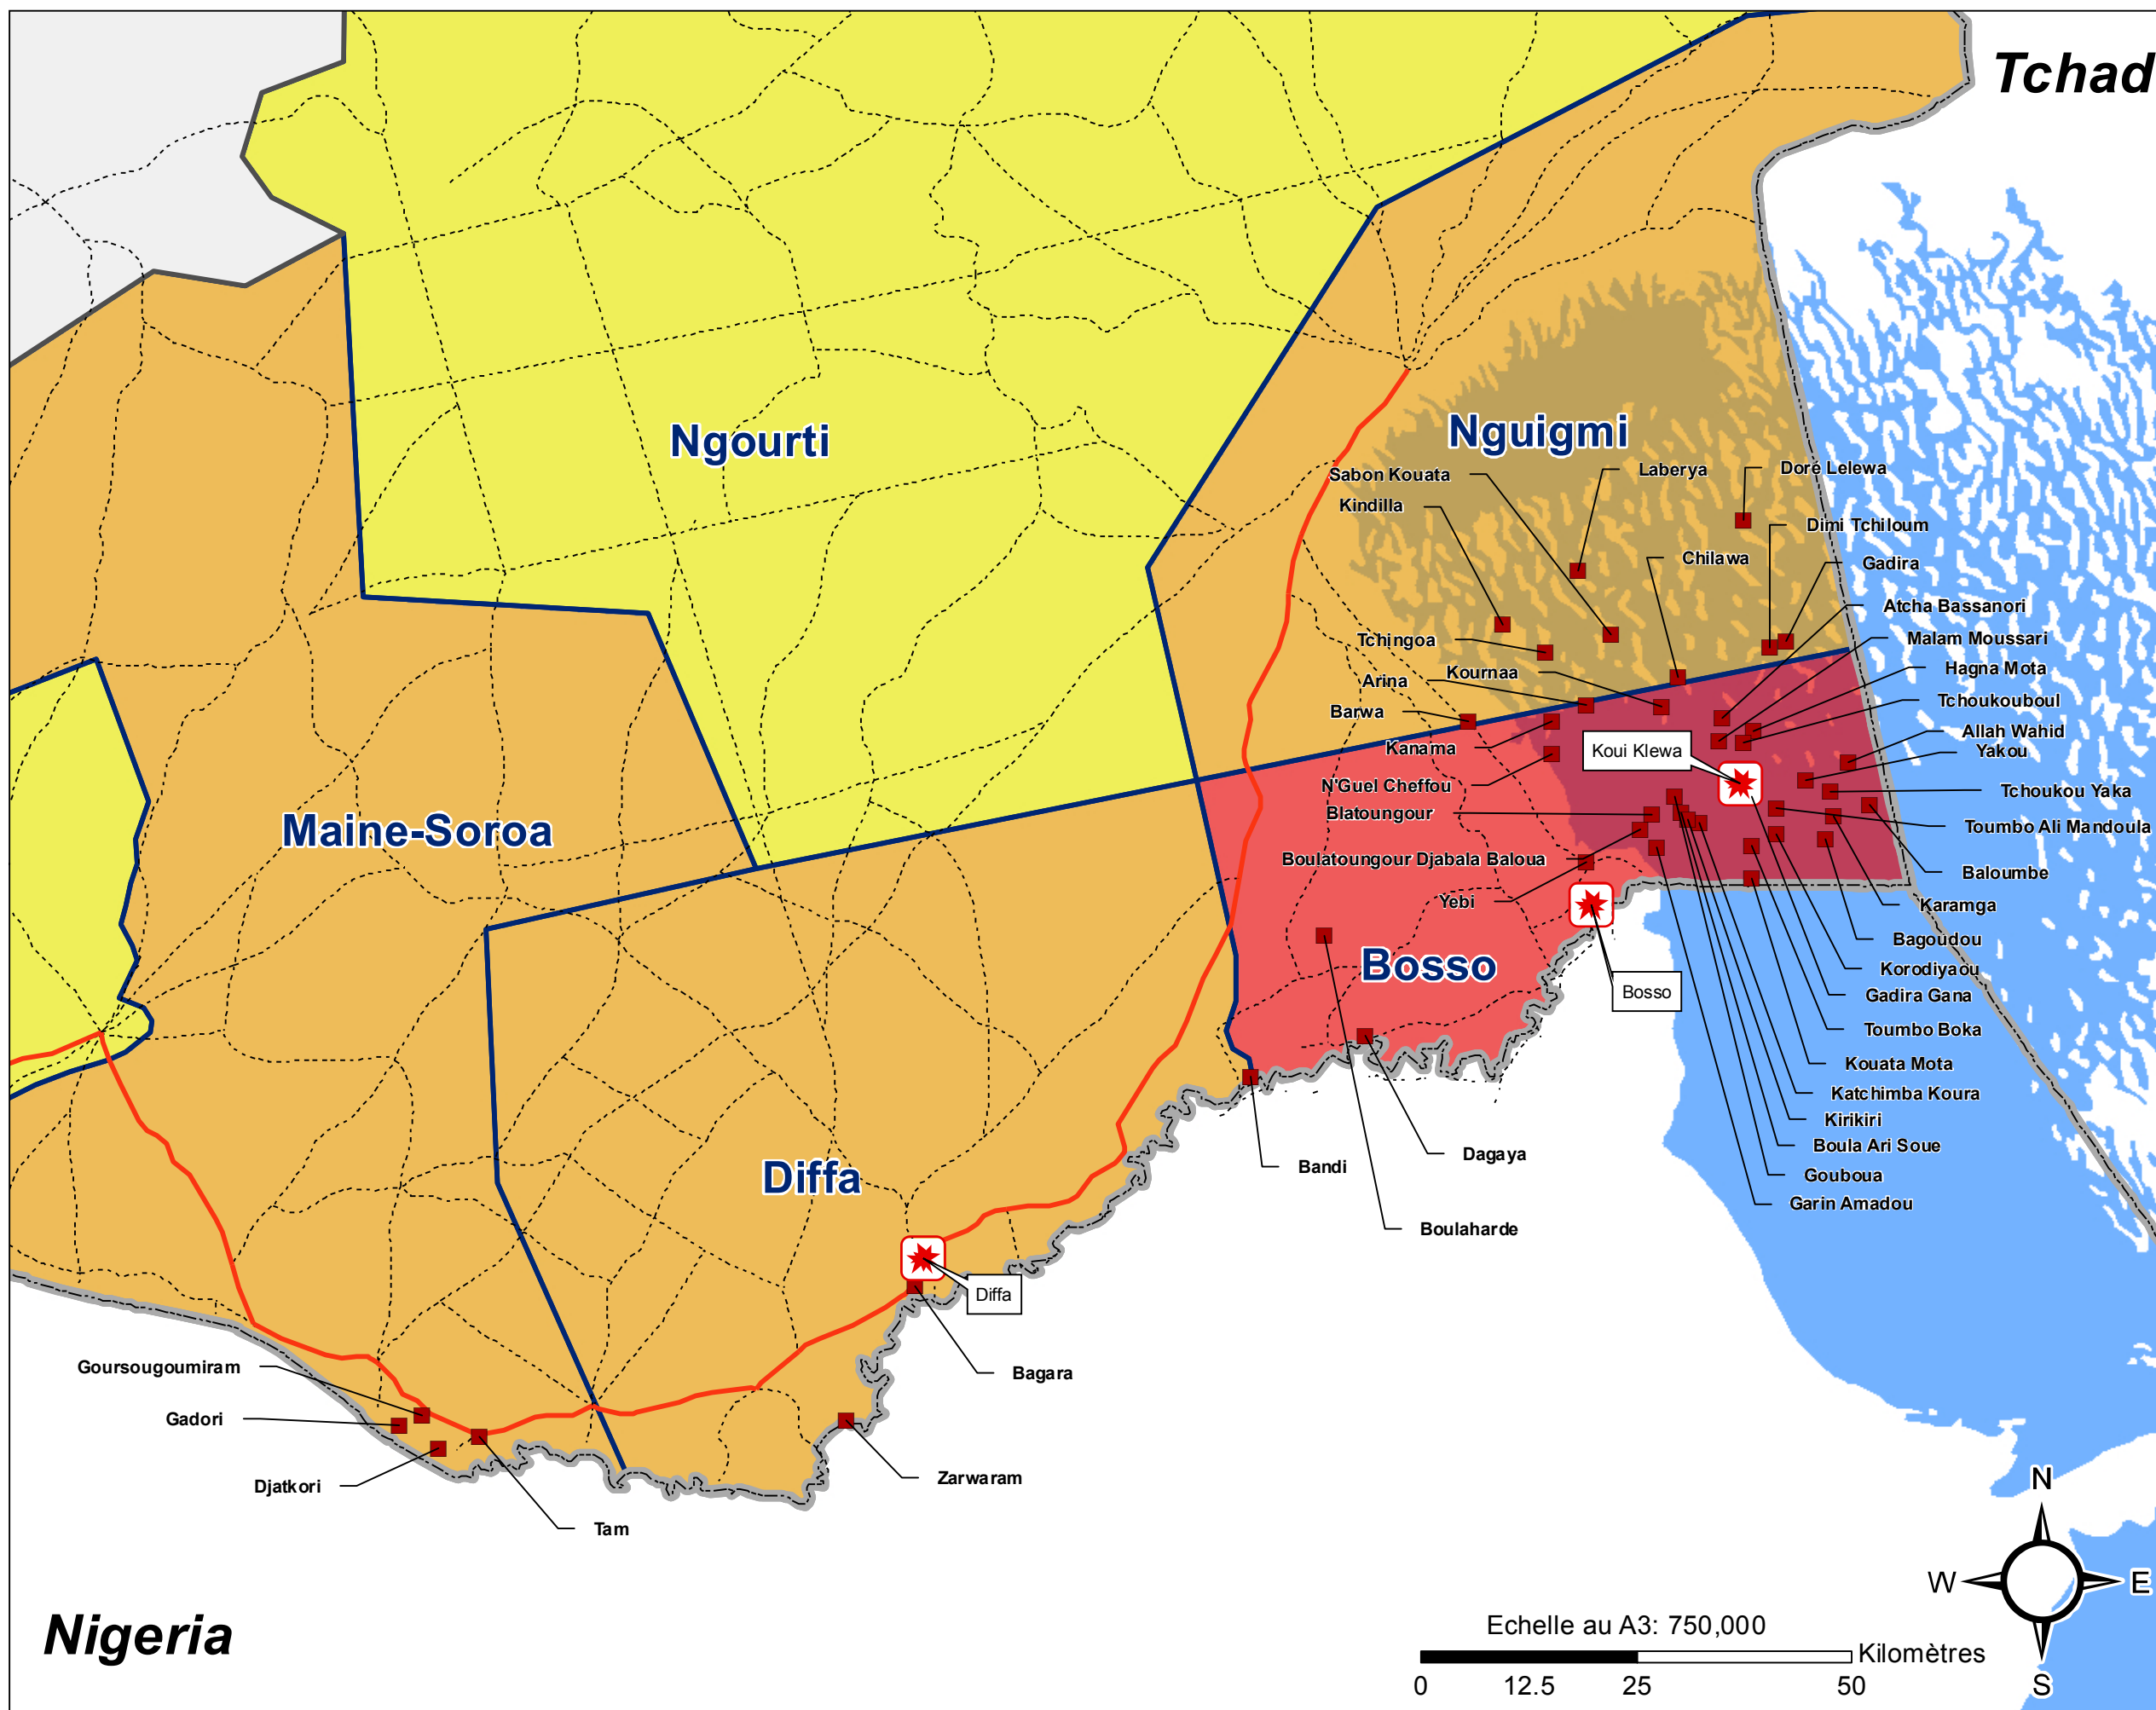 Tchad
Ngourti
Nguigmi
Sabon Kouata
Laberya
Doré Lelewa
Kindilla
Dimi Tchiloum
Chilawa
Gadira
Atcha Bassanori
Tchingoa
Malam Moussari
Kournaa
Hagna Mota
Arina
Tchoukouboul
Barwa
Allah Wahid
Kanama
Koui Klewa
Yakou
N'Guel Cheffou
Tchoukou Yaka
Blatoungour
Toumbo Ali Mandoula
Maine-Soroa
Boulatoungour Djabala Baloua
Baloumbe
Yebi
Karamga
Bagoudou
Bosso
Korodiyaou
Bosso
Gadira Gana
Toumbo Boka
Kouata Mota
Katchimba Koura
Kirikiri
Boula Ari Soue
Dagaya
Bandi
Diffa
Gouboua
Garin Amadou
Boulaharde
Diffa
Goursougoumiram
Bagara
Gadori
Zarwaram
Djatkori
Tam
N
W
E
S
Nigeria
Echelle au A3: 750,000
Kilomètres
0 12.5 25 50